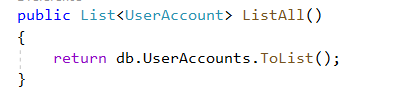 public List<UserAccount> ListAll()
{
return db.UserAccounts.ToList();
}